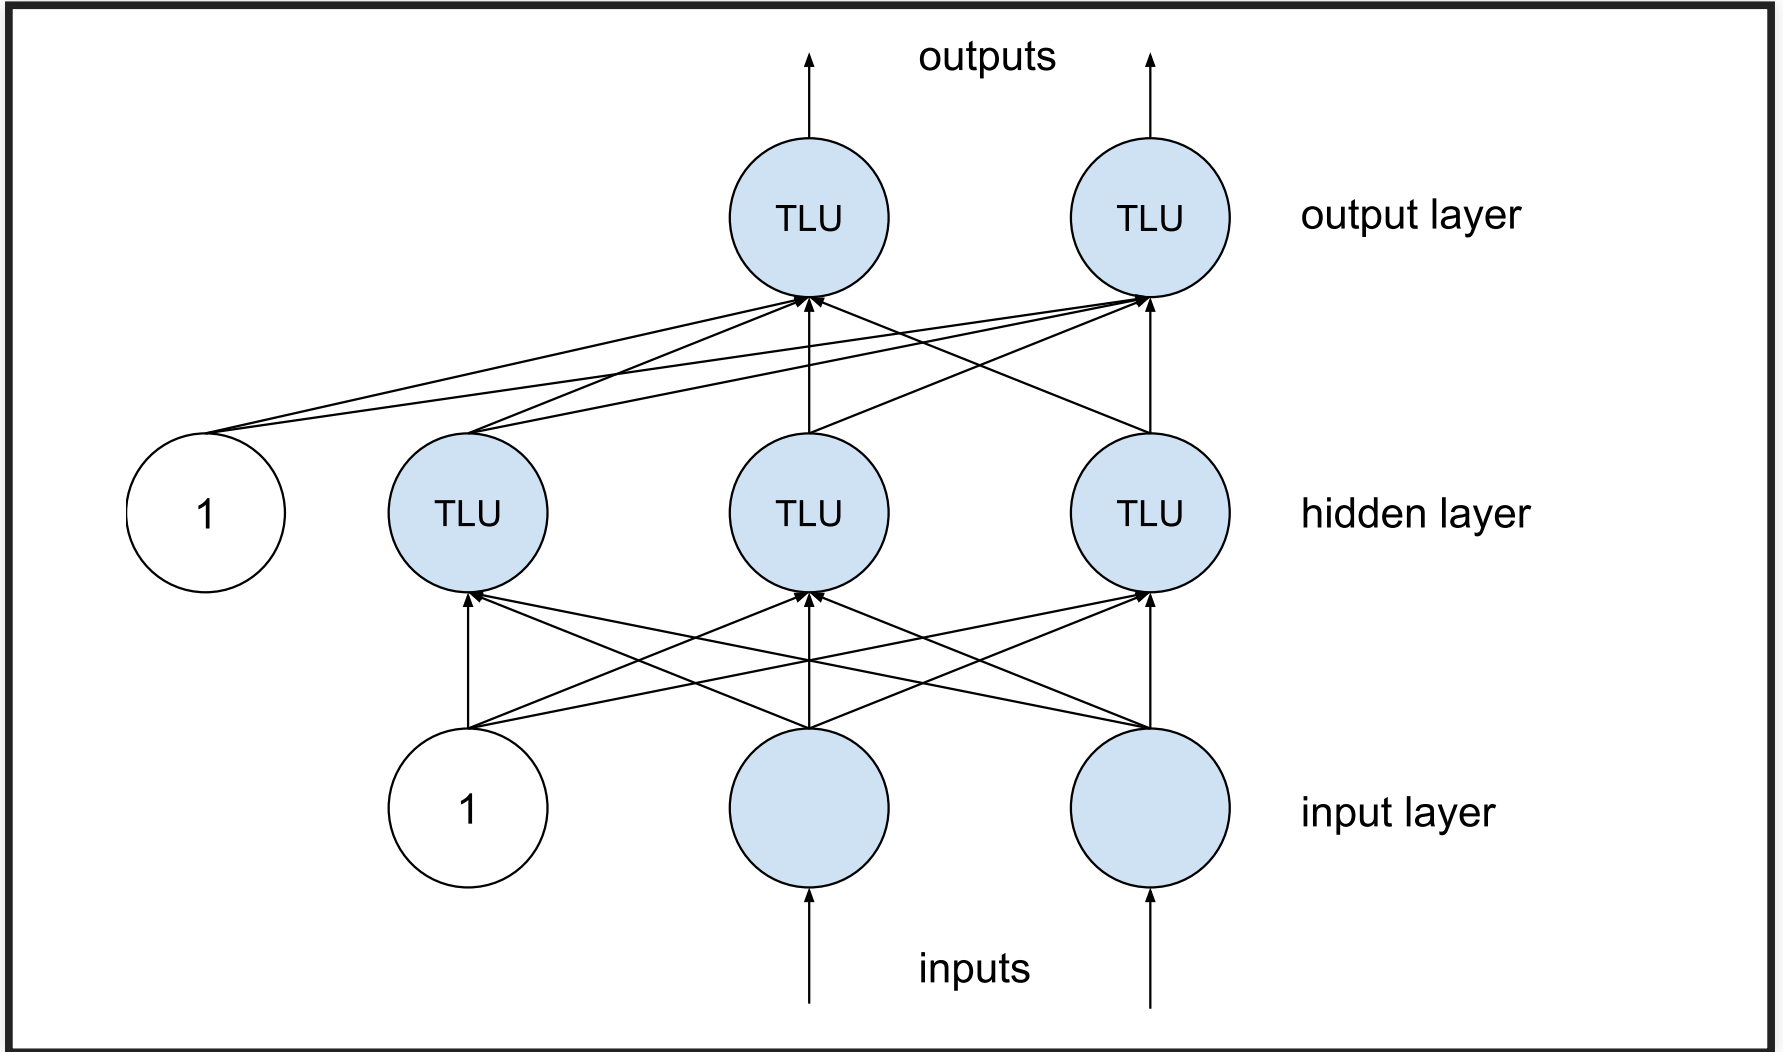 outputs
TLU TLU output layer
1 TLU TLU TLU hidden layer
1 input layer
inputs